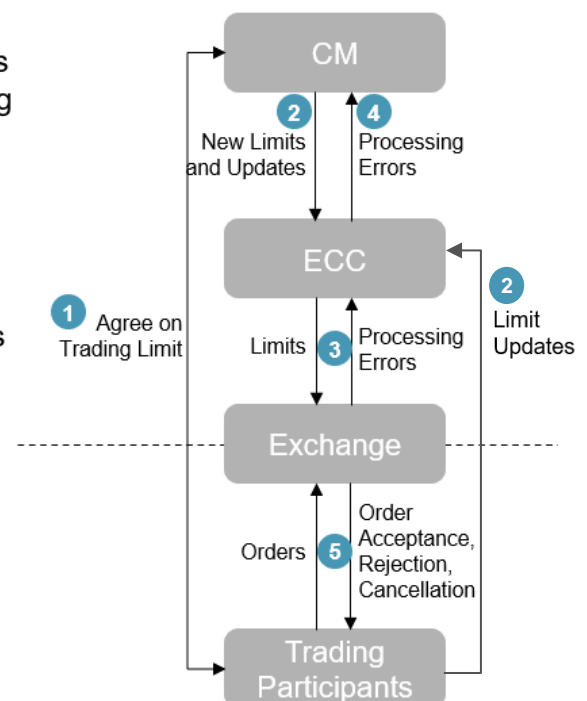 s
g
s
CM
2
New Limits
and Updates
4
Processing
Errors
ECC
1
Agree on
Trading Limit
2
Limit
Updates
Limits
3
Processing
Errors
Exchange
Orders
5
Order
Acceptance,
Rejection,
Cancellation
Trading
Participants